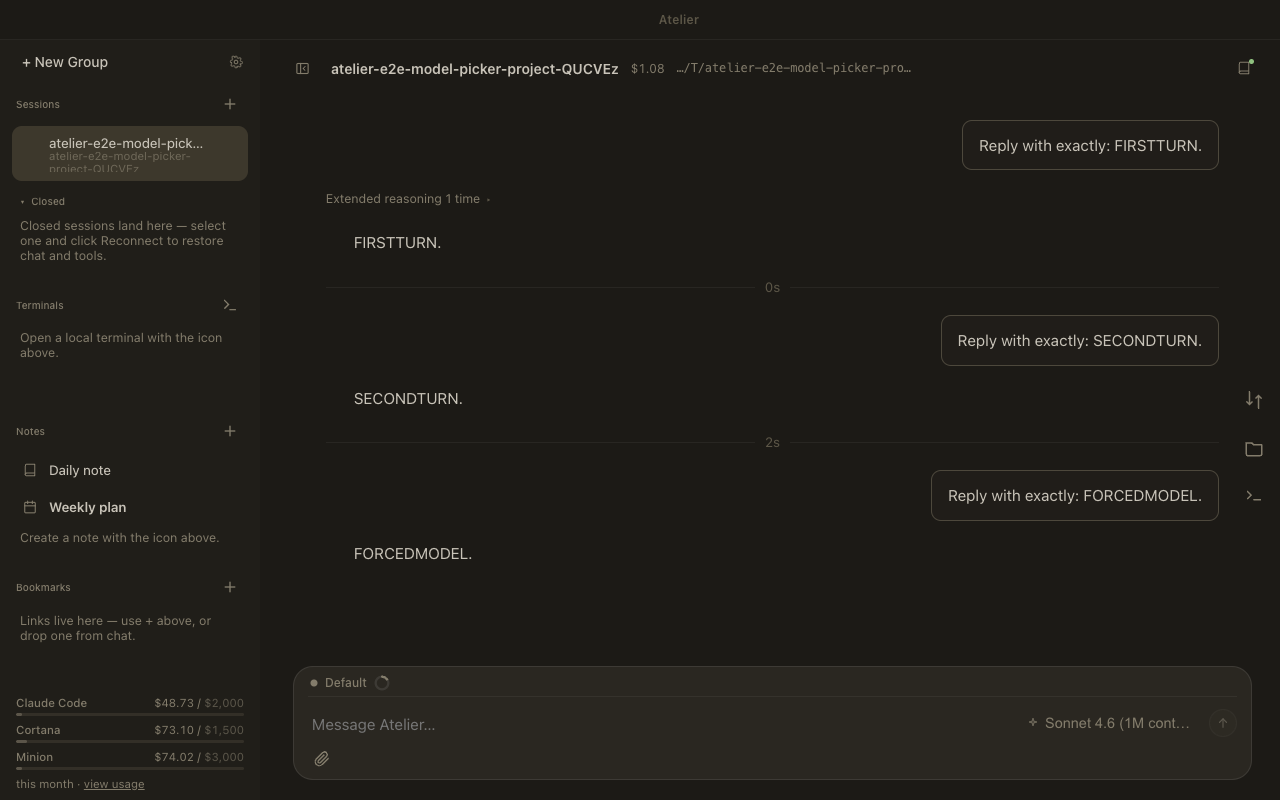 Atelier
+ New Group
Sessions
atelier-e2e-model-pick...
atelier-e2e-model-picker-
project-QUCVEz
Closed
Closed sessions land here — select
one and click Reconnect to restore
chat and tools.
Terminals
Open a local terminal with the icon
above.
Notes
Daily note
Weekly plan
Create a note with the icon above.
Bookmarks
Links live here — use + above, or
drop one from chat.
Claude Code $48.73 / $2,000
Cortana $73.10 / $1,500
Minion $74.02 / $3,000
this month · view usage
atelier-e2e-model-picker-project-QUCVEz $1.08 …/T/atelier-e2e-model-picker-pro…
Reply with exactly: FIRSTTURN.
Extended reasoning 1 time
FIRSTTURN.
0s
Reply with exactly: SECONDTURN.
SECONDTURN.
2s
Reply with exactly: FORCEDMODEL.
FORCEDMODEL.
Default
Message Atelier...
Sonnet 4.6 (1M cont...